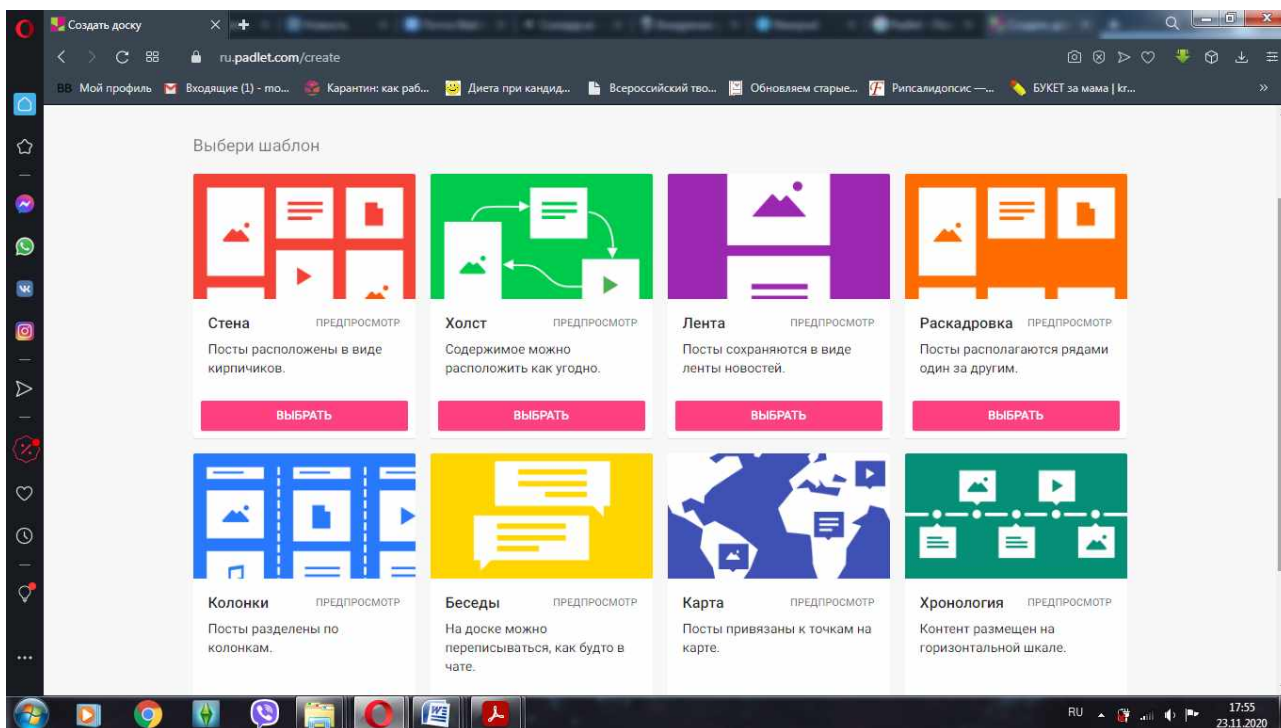 Создать доску
ru.padlet.com/create
BB Мой профиль Входящие (1) - mo... Карантин: как раб... Диета при кандид... Всероссийский тво... Обновляем старые... Рипсалидопсис —... БУКЕТ за мама | kr... »
Выбери шаблон
Стена ПРЕДПРОСМОТР
Посты расположены в виде
кирпичиков.
ВЫБРАТЬ
Холст ПРЕДПРОСМОТР
Содержимое можно
расположить как угодно.
ВЫБРАТЬ
Лента ПРЕДПРОСМОТР
Посты сохраняются в виде
ленты новостей.
ВЫБРАТЬ
Раскадровка ПРЕДПРОСМОТР
Посты располагаются рядами
один за другим.
ВЫБРАТЬ
Колонки ПРЕДПРОСМОТР
Посты разделены по
колонкам.
Беседы ПРЕДПРОСМОТР
На доске можно
переписываться, как будто в
чате.
Карта ПРЕДПРОСМОТР
Посты привязаны к точкам на
карте.
Хронология ПРЕДПРОСМОТР
Контент размещен на
горизонтальной шкале.
RU 17:55
23.11.2020